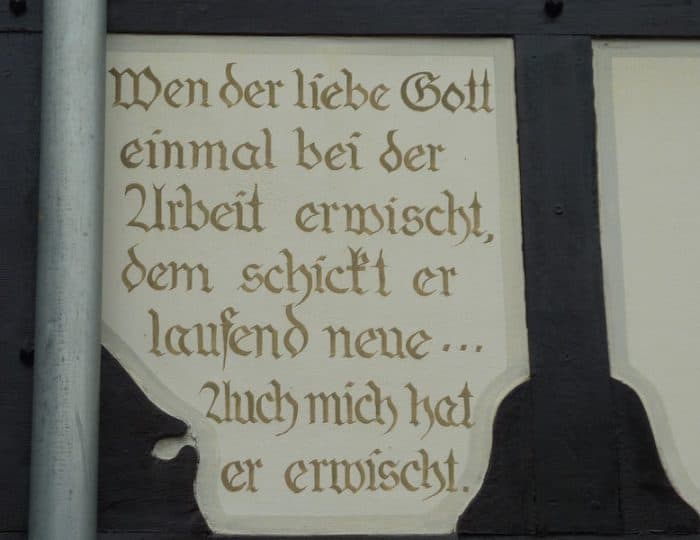 Wen der liebe Gott
einmal bei der
Arbeit erwischt,
dem schickt er
laufend neue...
Auch mich hat
er erwischt.